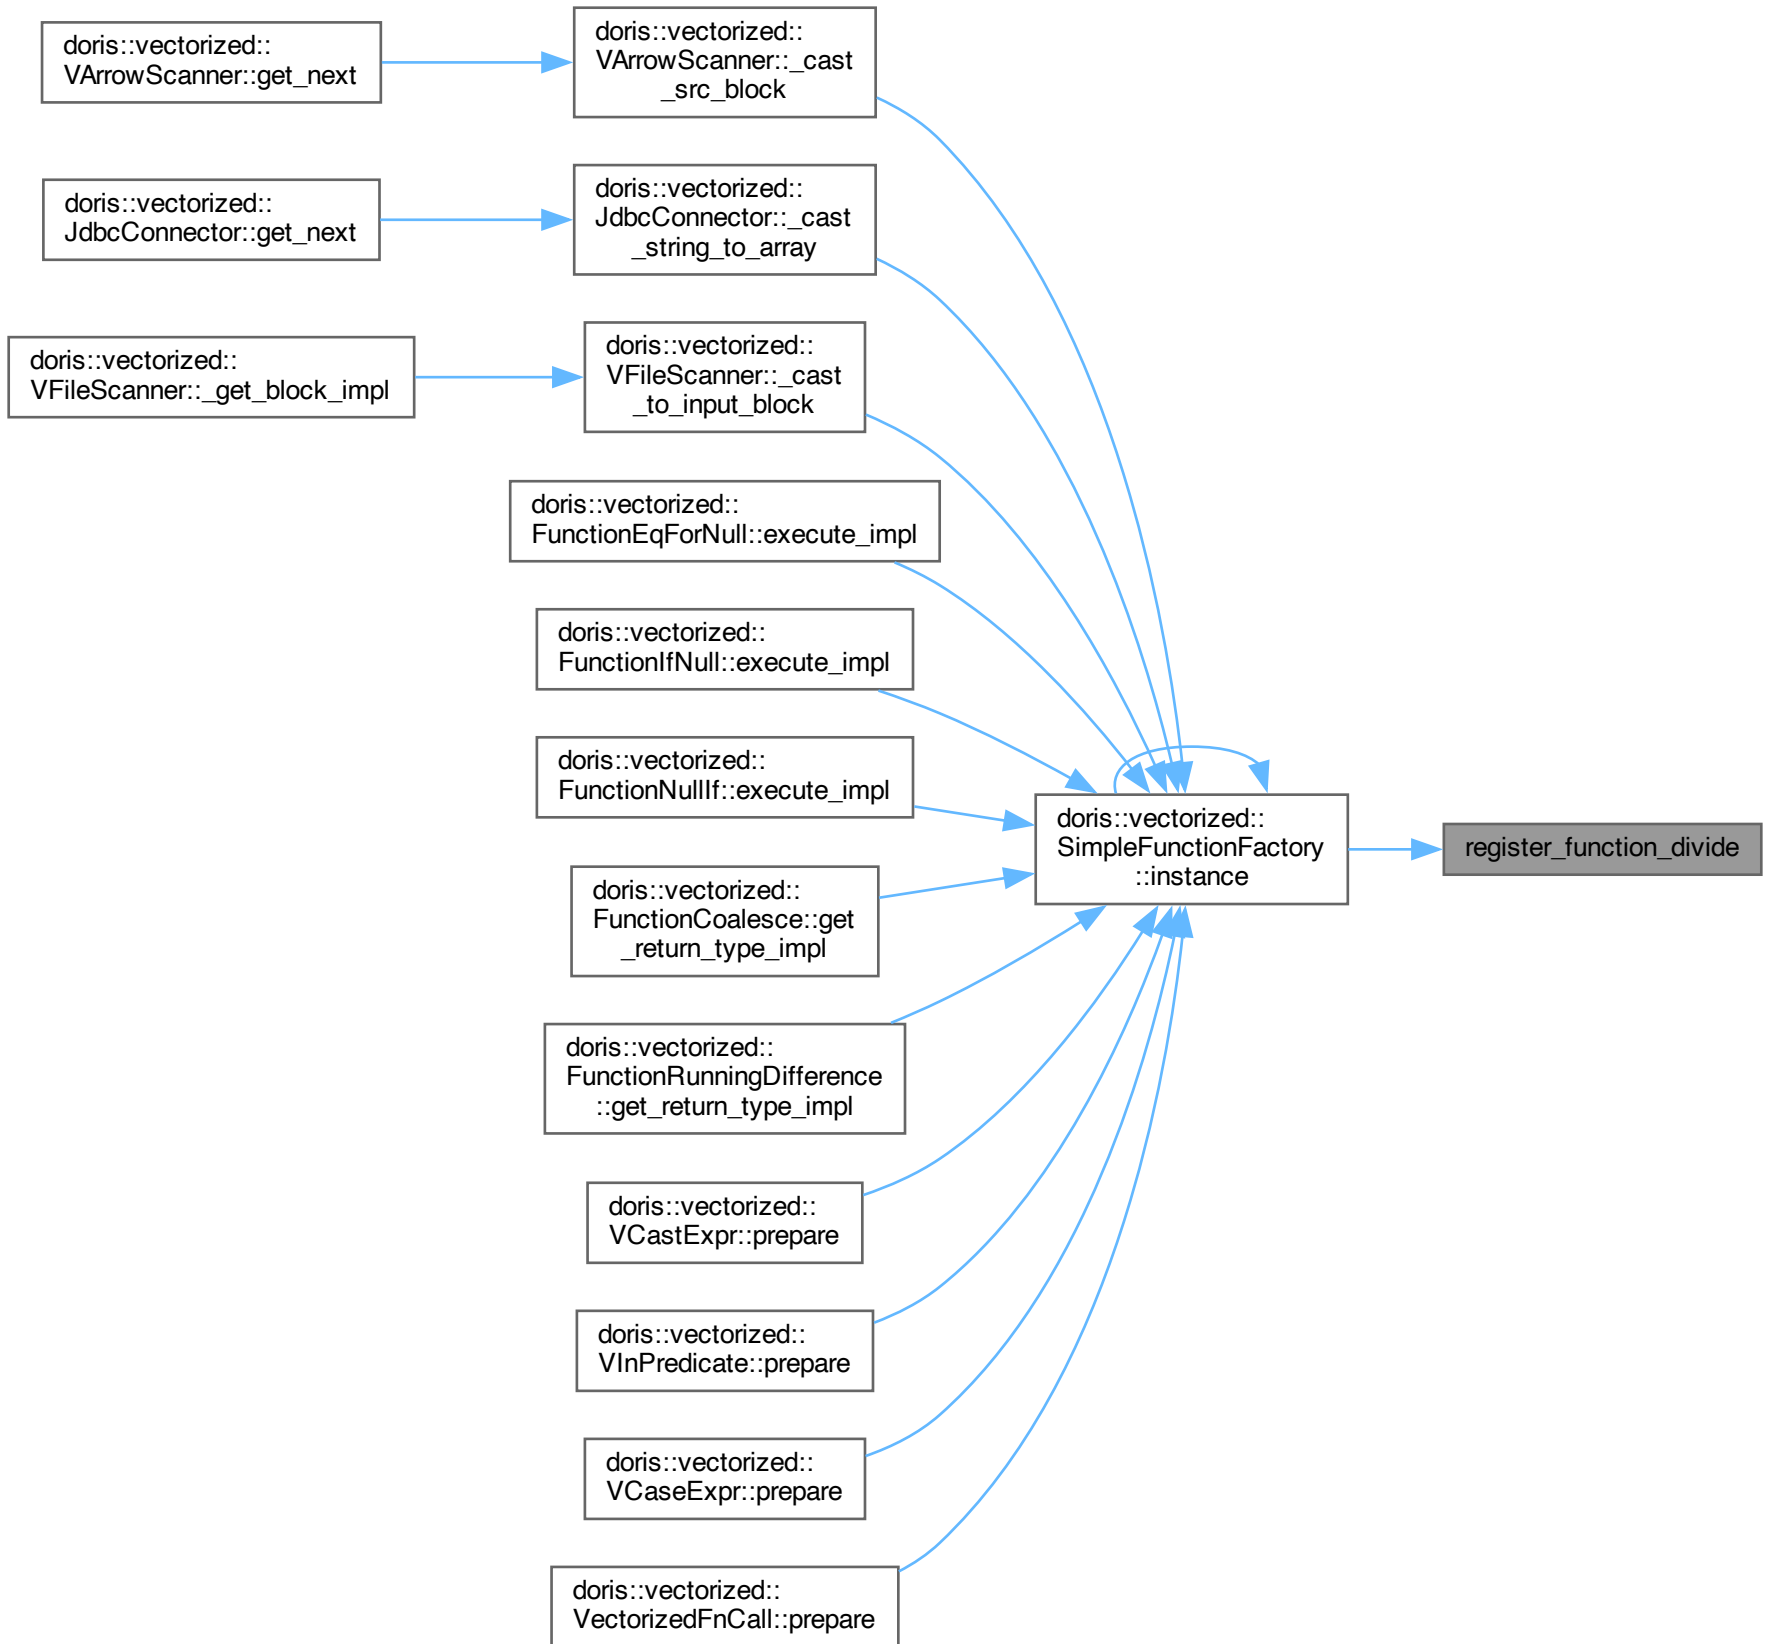 doris::vectorized::
VArrowScanner::get_next
doris::vectorized::
VArrowScanner::_cast
_src_block
doris::vectorized::
JdbcConnector::get_next
doris::vectorized::
JdbcConnector::_cast
_string_to_array
doris::vectorized::
VFileScanner::_get_block_impl
doris::vectorized::
VFileScanner::_cast
_to_input_block
doris::vectorized::
FunctionEqForNull::execute_impl
doris::vectorized::
FunctionIfNull::execute_impl
doris::vectorized::
FunctionNullIf::execute_impl
doris::vectorized::
SimpleFunctionFactory
::instance
register_function_divide
doris::vectorized::
FunctionCoalesce::get
_return_type_impl
doris::vectorized::
FunctionRunningDifference
::get_return_type_impl
doris::vectorized::
VCastExpr::prepare
doris::vectorized::
VInPredicate::prepare
doris::vectorized::
VCaseExpr::prepare
doris::vectorized::
VectorizedFnCall::prepare